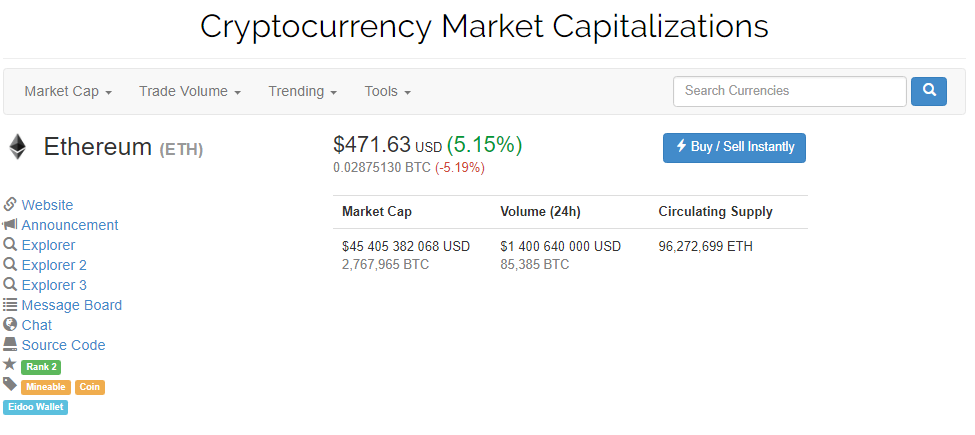 Cryptocurrency Market Capitalizations
Market Cap Trade Volume Trending Tools Search Currencies
Ethereum (ETH)
$471.63 USD (5.15%)
0.02875130 BTC (-5.19%)
Buy / Sell Instantly
Website
Announcement
Explorer
Explorer 2
Explorer 3
Message Board
Chat
Source Code
Rank 2
Mineable Coin
Eidoo Wallet
Market Cap Volume (24h) Circulating Supply
$45 405 382 068 USD $1 400 640 000 USD 96,272,699 ETH
2,767,965 BTC 85,385 BTC